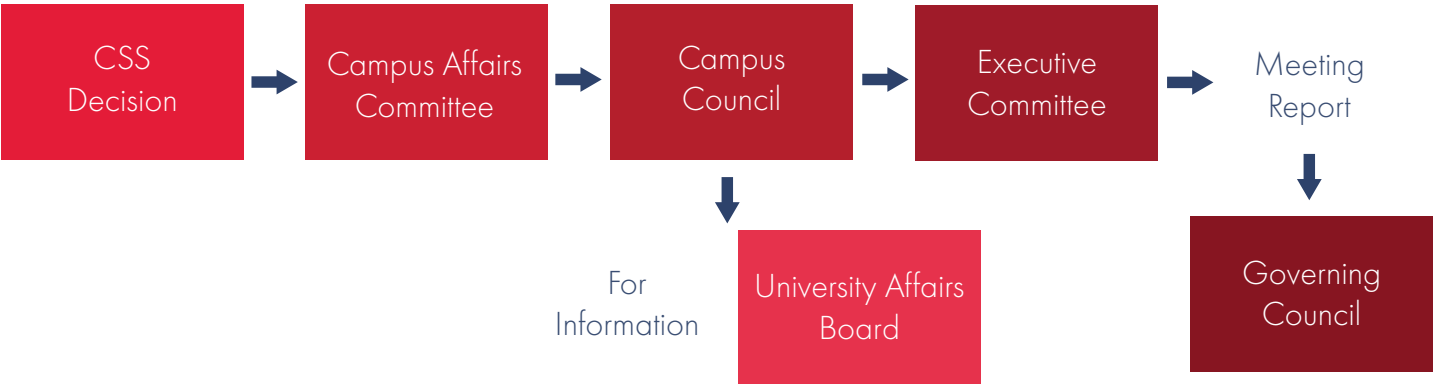 CSS
Decision
Campus Affairs
Committee
Campus
Council
Executive
Committee
Meeting
Report
For
Information
University Affairs
Board
Governing
Council